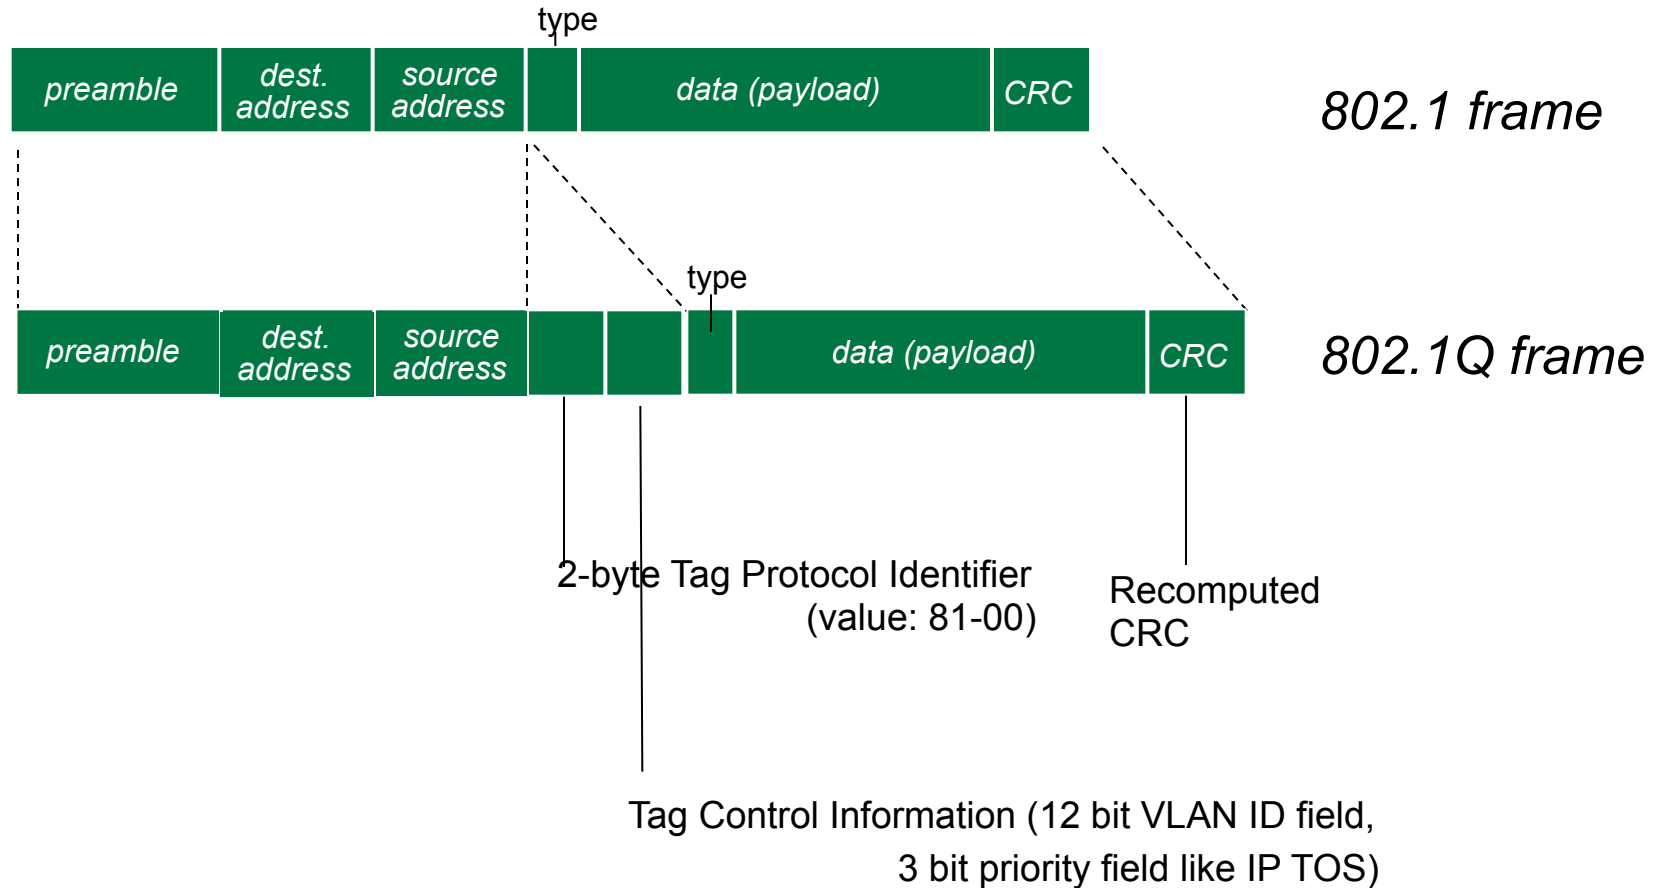 type
preamble
dest.
address
source
address
data (payload)
CRC
802.1 frame
type
preamble
dest.
address
source
address
data (payload)
CRC
802.1Q frame
2-byte Tag Protocol Identifier
(value: 81-00)
Recomputed
CRC
Tag Control Information (12 bit VLAN ID field,
3 bit priority field like IP TOS)